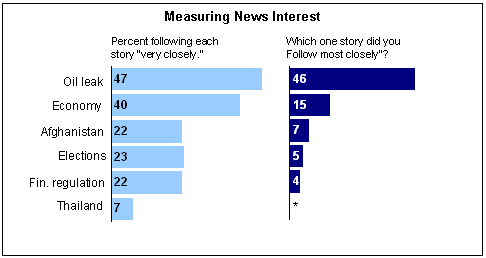 Measuring News Interest
Percent following each
story "very closely."
Which one story did you
Follow most closely"?
Oil leak 47 46
Economy 40 15
Afghanistan 22 7
Elections 23 5
Fin. regulation 22 4
Thailand 7 *